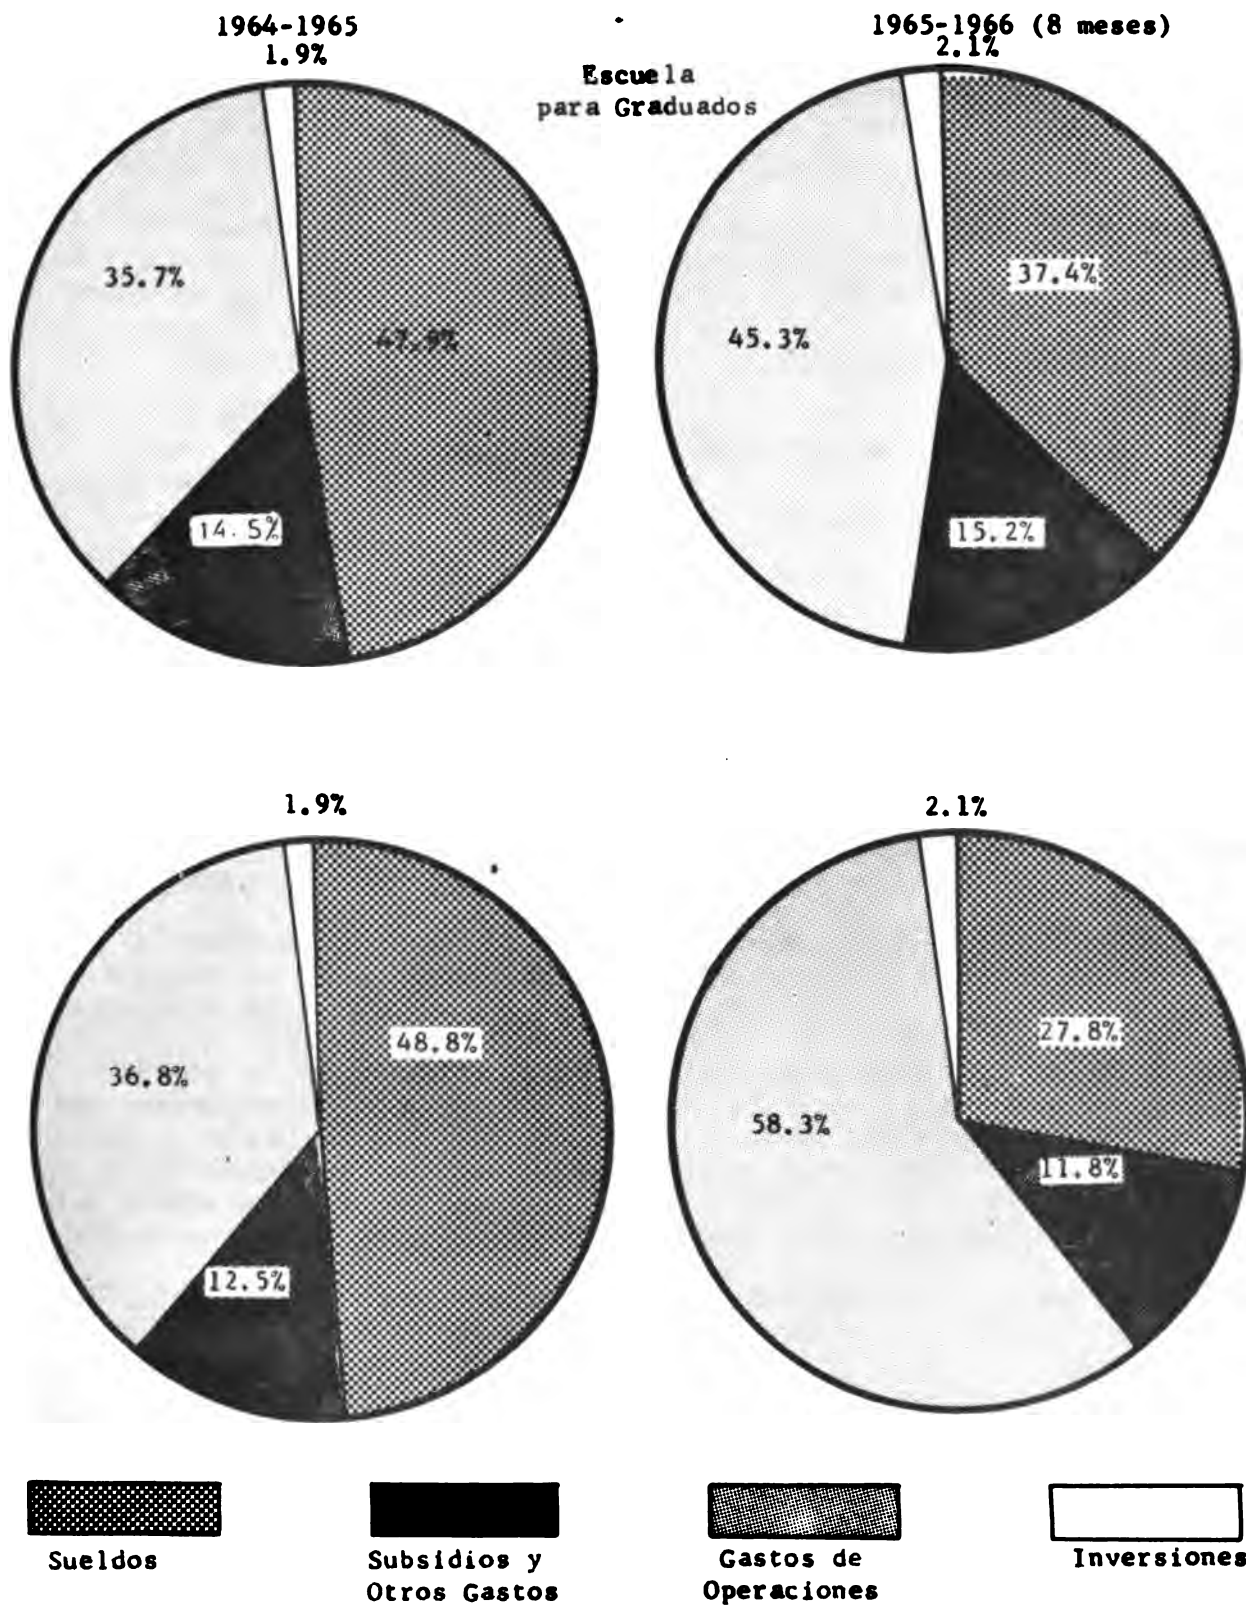 1964-1965
1.9%
Escuela
para Graduados
1965-1966 (8 meses)
2.1%
35.7%
47.9%
14.5%
45.3%
37.4%
15.2%
1.9%
36.8%
48.8%
12.5%
2.1%
58.3%
27.8%
11.8%
Sueldos
Subsidios y
Otros Gastos
Gastos de
Operaciones
Inversiones